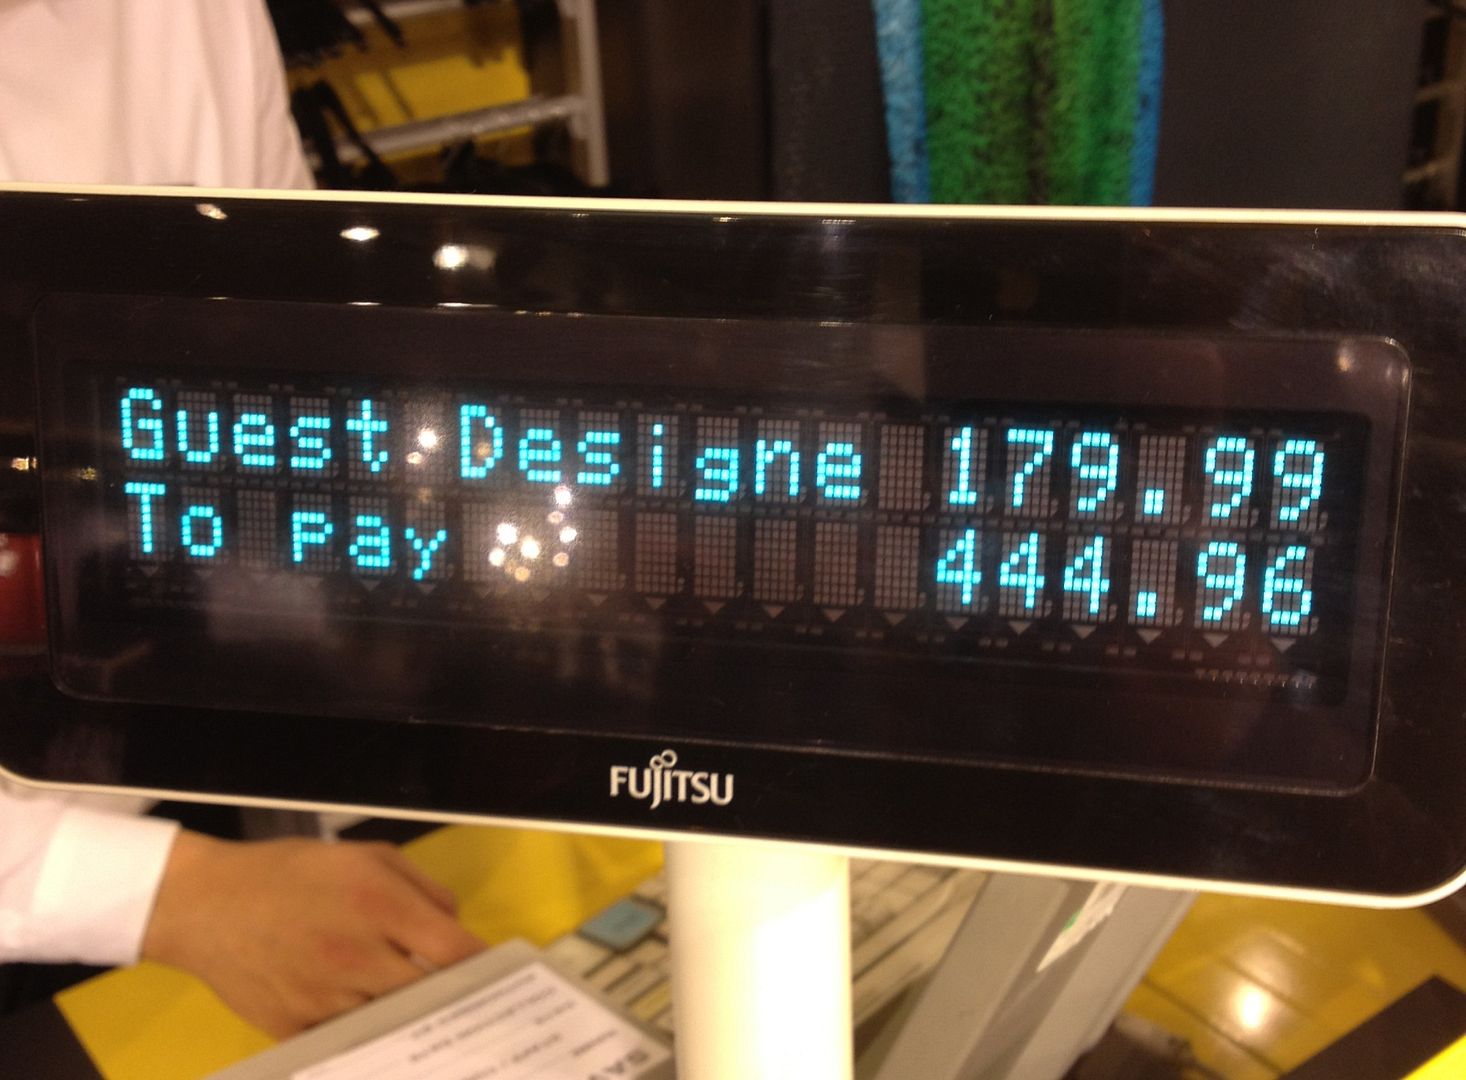 Guest Designe 179.99
To pay 444.96
FUJITSU